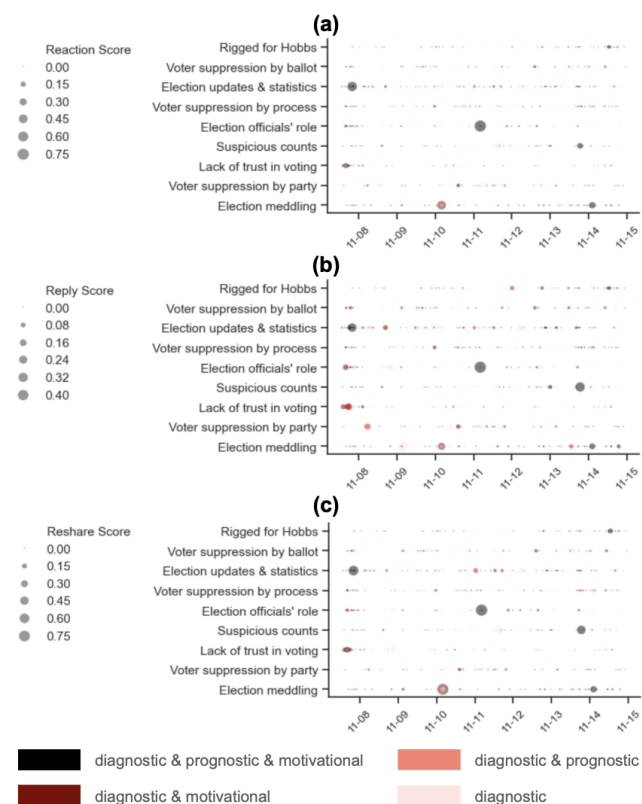 (a)
Reaction Score
0.00
0.15
0.30
0.45
0.60
0.75
Rigged for Hobbs
Voter suppression by ballot
Election updates & statistics
Voter suppression by process
Election officials' role
Suspicious counts
Lack of trust in voting
Voter suppression by party
Election meddling
11-08
11-09
11-10
11-11
11-12
11-13
11-14
11-15
(b)
Reply Score
0.00
0.08
0.16
0.24
0.32
0.40
Rigged for Hobbs
Voter suppression by ballot
Election updates & statistics
Voter suppression by process
Election officials' role
Suspicious counts
Lack of trust in voting
Voter suppression by party
Election meddling
11-08
11-09
11-10
11-11
11-12
11-13
11-14
11-15
(c)
Reshare Score
0.00
0.15
0.30
0.45
0.60
0.75
Rigged for Hobbs
Voter suppression by ballot
Election updates & statistics
Voter suppression by process
Election officials' role
Suspicious counts
Lack of trust in voting
Voter suppression by party
Election meddling
11-08
11-09
11-10
11-11
11-12
11-13
11-14
11-15
diagnostic & prognostic & motivational
diagnostic & prognostic
diagnostic & motivational
diagnostic